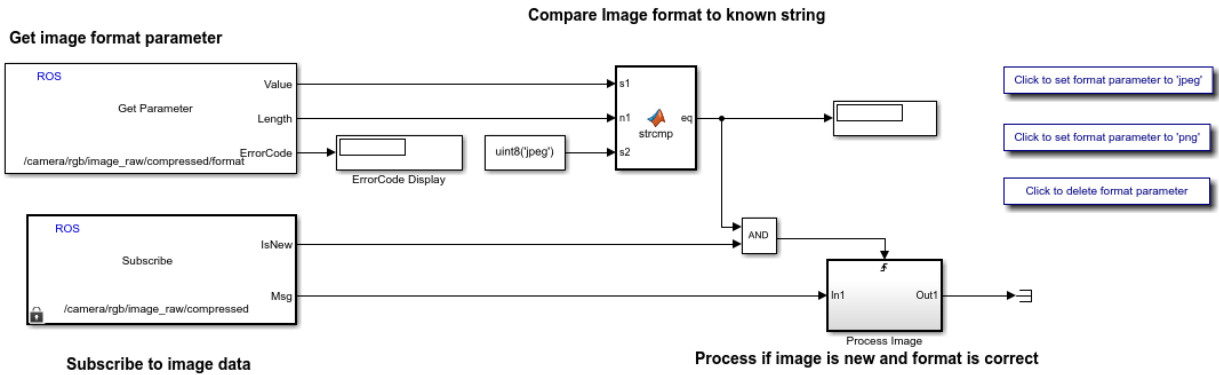 Compare Image format to known string
Get image format parameter
ROS
Value
Get Parameter
Length
ErrorCode
/camera/rgb/image_raw/compressed/format
ErrorCode Display
uint8('jpeg')
s1
n1
s2
strcmp
eq
Click to set format parameter to 'jpeg'
Click to set format parameter to 'png'
Click to delete format parameter
ROS
IsNew
Subscribe
Msg
/camera/rgb/image_raw/compressed
AND
In1
Out1
Process Image
Subscribe to image data
Process if image is new and format is correct